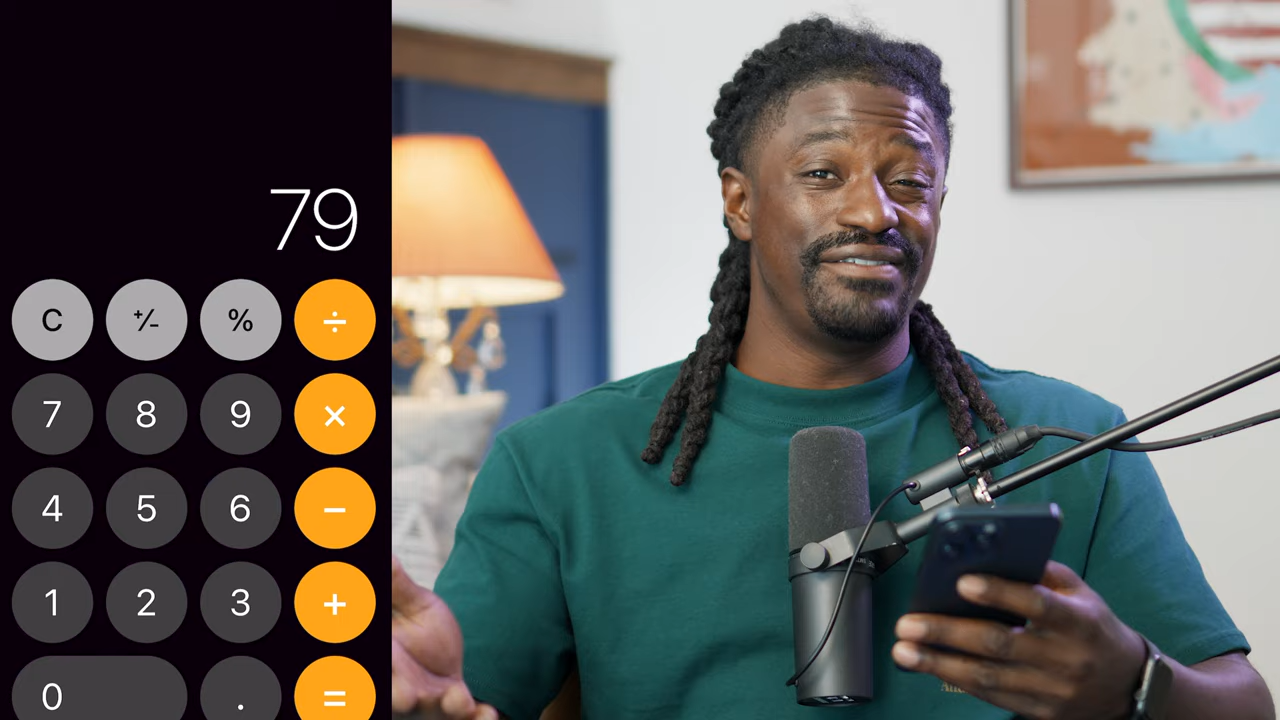 79
C ⁺∕₋ % ÷
7 8 9 ×
4 5 6 −
1 2 3 +
0 . =